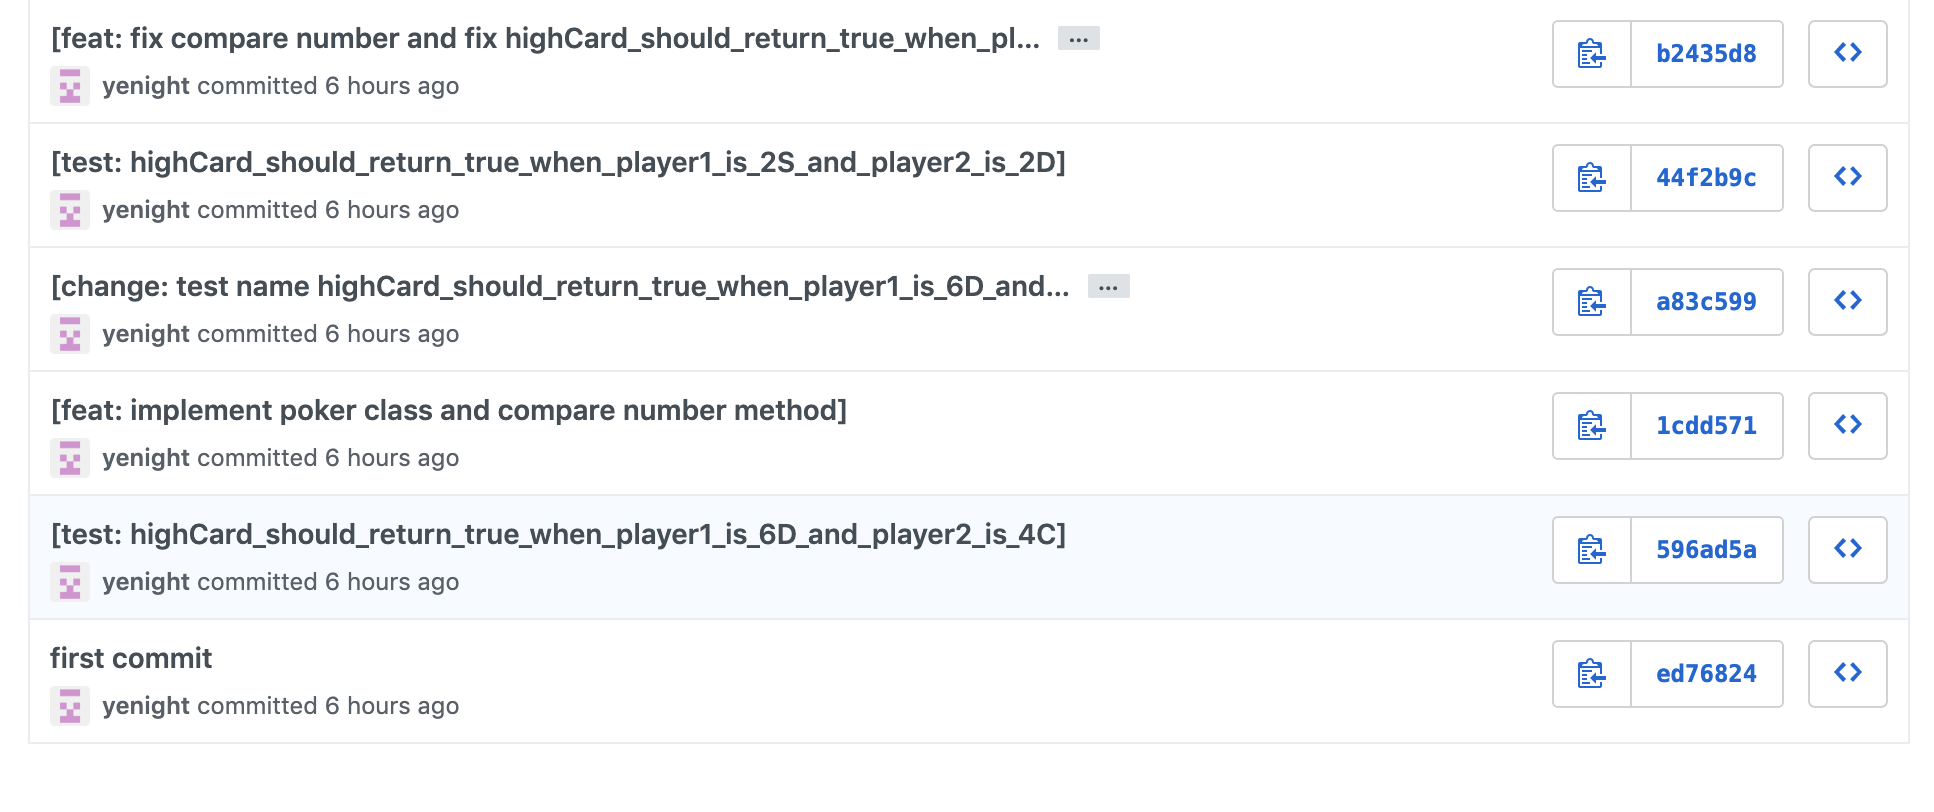 [feat: fix compare number and fix highCard_should_return_true_when_pl... ...
b2435d8
yenight committed 6 hours ago
[test: highCard_should_return_true_when_player1_is_2S_and_player2_is_2D]
44f2b9c
yenight committed 6 hours ago
[change: test name highCard_should_return_true_when_player1_is_6D_and... ...
a83c599
yenight committed 6 hours ago
[feat: implement poker class and compare number method]
1cdd571
yenight committed 6 hours ago
[test: highCard_should_return_true_when_player1_is_6D_and_player2_is_4C]
596ad5a
yenight committed 6 hours ago
first commit
ed76824
yenight committed 6 hours ago